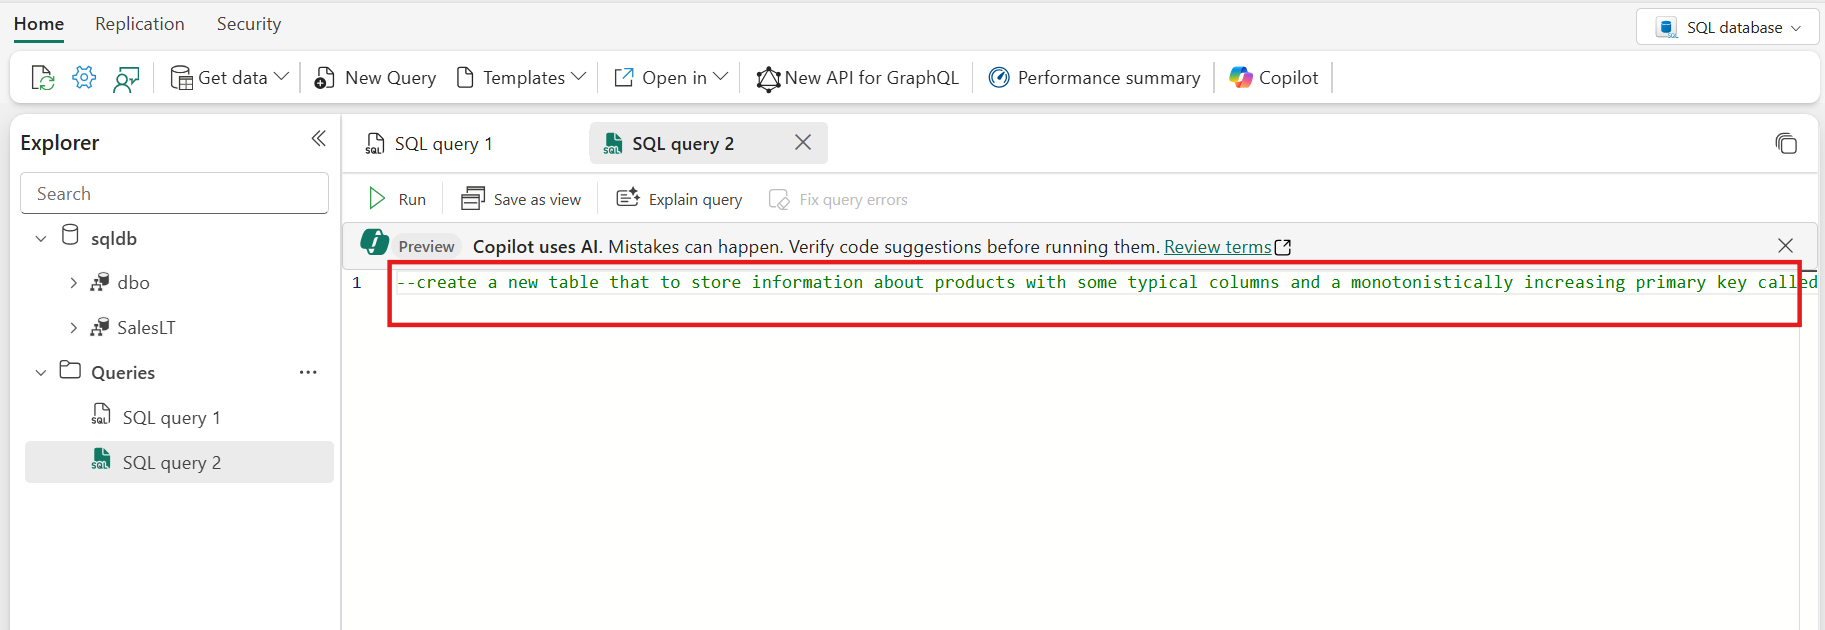 Home Replication Security SQL database
Get data New Query Templates Open in New API for GraphQL Performance summary Copilot
Explorer
Search
sqldb
dbo
SalesLT
Queries
SQL query 1
SQL query 2
SQL query 1 SQL query 2
Run Save as view Explain query Fix query errors
Preview Copilot uses AI. Mistakes can happen. Verify code suggestions before running them. Review terms
1 --create a new table that to store information about products with some typical columns and a monotonistically increasing primary key called